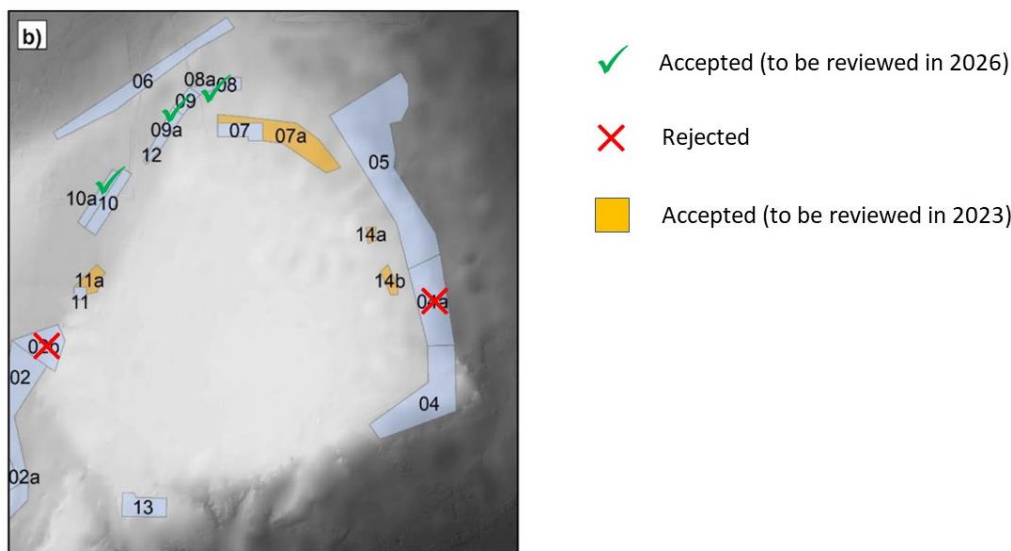 b)
06
08a
08
09
09a
07
07a
12
05
10a
10
14a
11a
14b
11
04a
02b
02
04
02a
13
Accepted (to be reviewed in 2026)
Rejected
Accepted (to be reviewed in 2023)